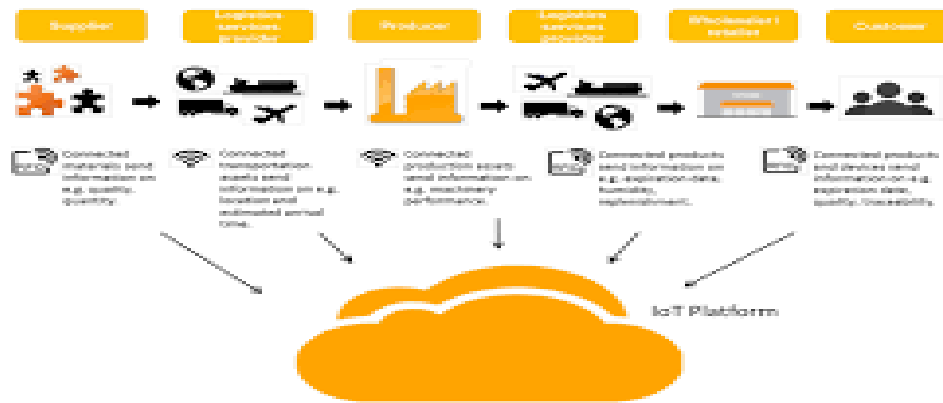 Supplier
Logistics
services
provider
Producer
Logistics
services
provider
Wholesaler /
retailer
Customer
Connected
materials send
information on
e.g. quality,
quantity.
Connected
transportation
assets send
information on e.g.
location and
estimated arrival
time.
Connected
production assets
send information on
e.g. machinery
performance.
Connected products
send information on
e.g. expiration date,
humidity,
replenishment.
Connected products
and devices send
information on e.g.
expiration date,
quality, traceability.
IoT Platform